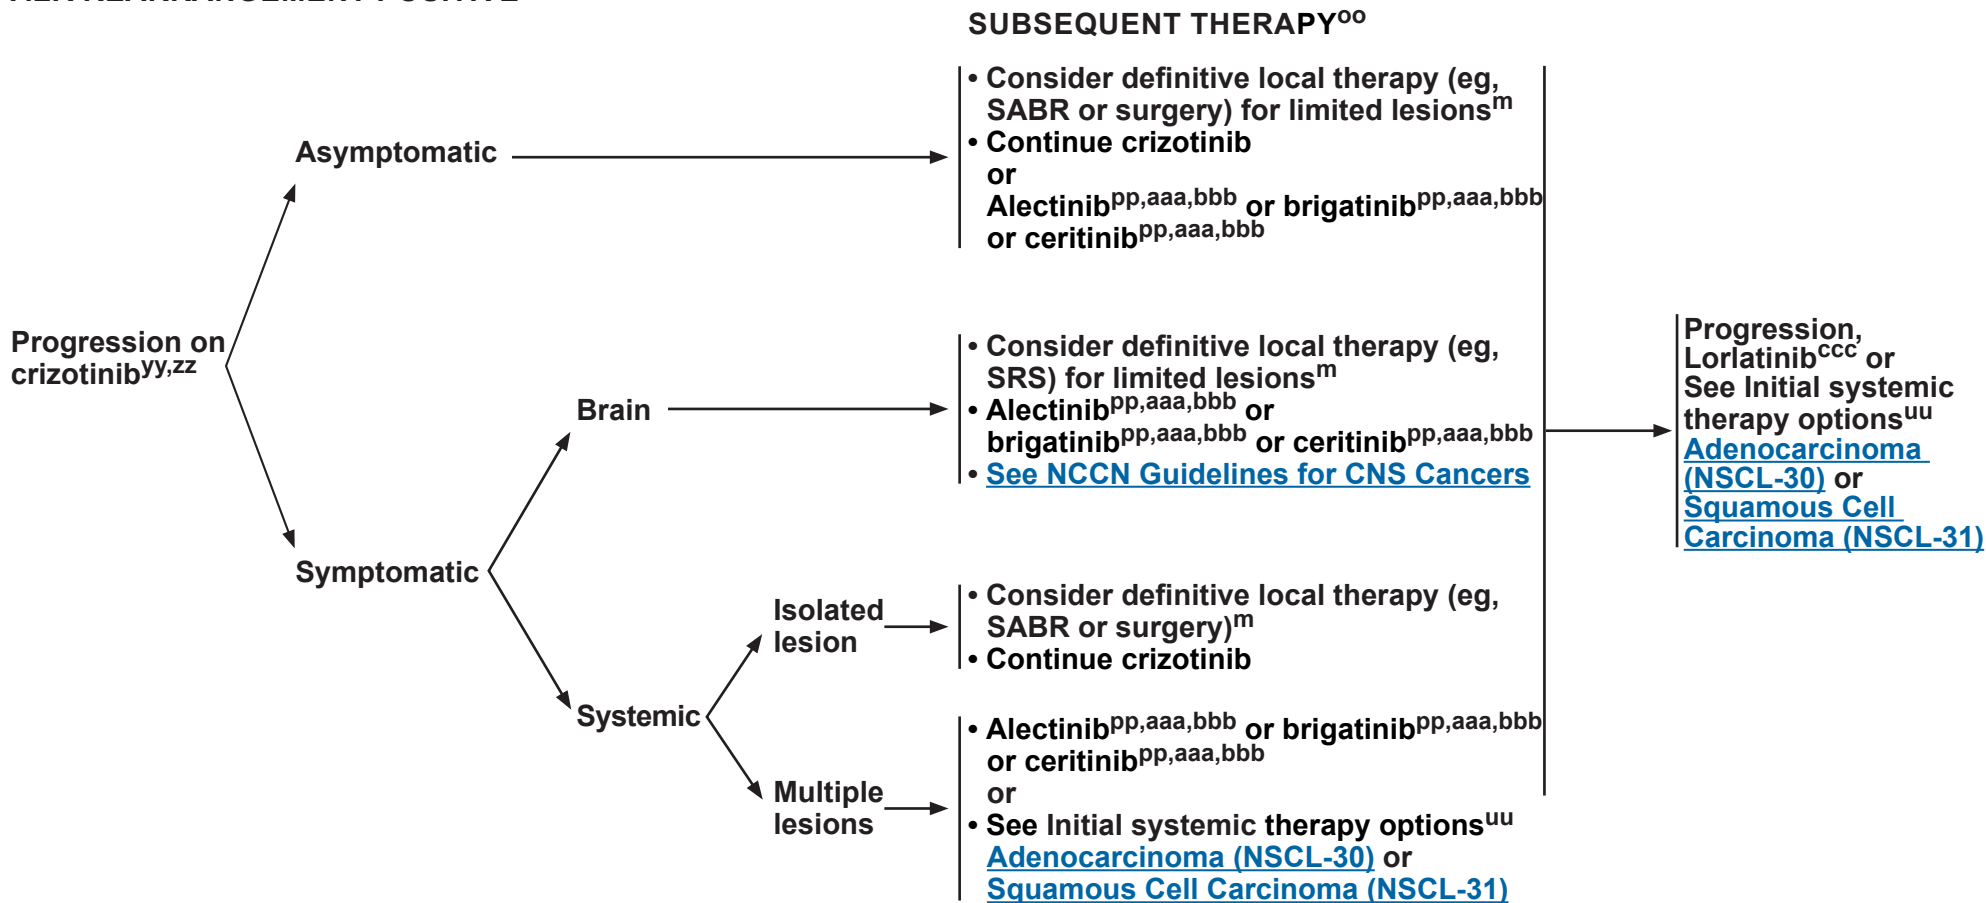 SUBSEQUENT THERAPYoo
• Consider definitive local therapy (eg,
SABR or surgery) for limited lesionsm
• Continue crizotinib
or
Alectinibpp,aaa,bbb or brigatinibpp,aaa,bbb
or ceritinibpp,aaa,bbb
Asymptomatic
Progression on
crizotinibyy,zz
Symptomatic
Brain
• Consider definitive local therapy (eg,
SRS) for limited lesionsm
• Alectinibpp,aaa,bbb or
brigatinibpp,aaa,bbb or ceritinibpp,aaa,bbb
• See NCCN Guidelines for CNS Cancers
Systemic
Isolated
lesion
• Consider definitive local therapy (eg,
SABR or surgery)m
• Continue crizotinib
Multiple
lesions
• Alectinibpp,aaa,bbb or brigatinibpp,aaa,bbb
or ceritinibpp,aaa,bbb
or
• See Initial systemic therapy optionsuu
Adenocarcinoma (NSCL-30) or
Squamous Cell Carcinoma (NSCL-31)
Progression,
Lorlatinibccc or
See Initial systemic
therapy optionsuu
Adenocarcinoma
(NSCL-30) or
Squamous Cell
Carcinoma (NSCL-31)